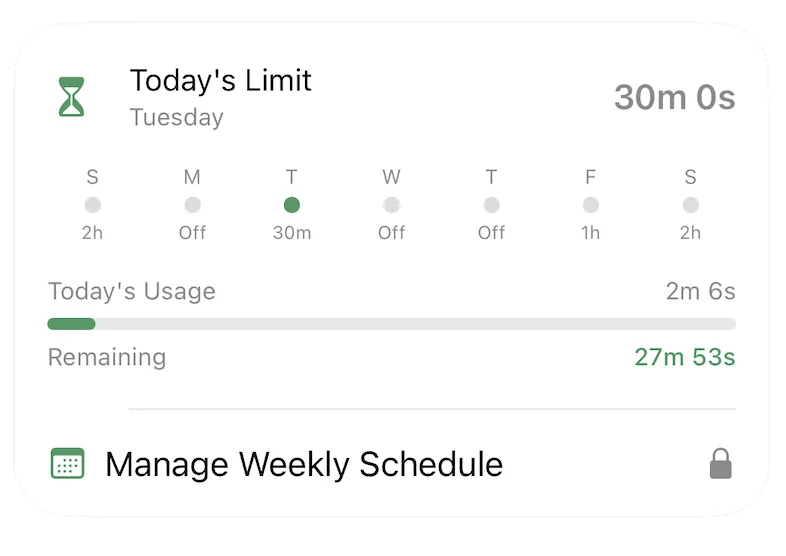 Today's Limit
Tuesday
30m 0s
S M T W T F S
2h Off 30m Off Off 1h 2h
Today's Usage 2m 6s
Remaining 27m 53s
Manage Weekly Schedule